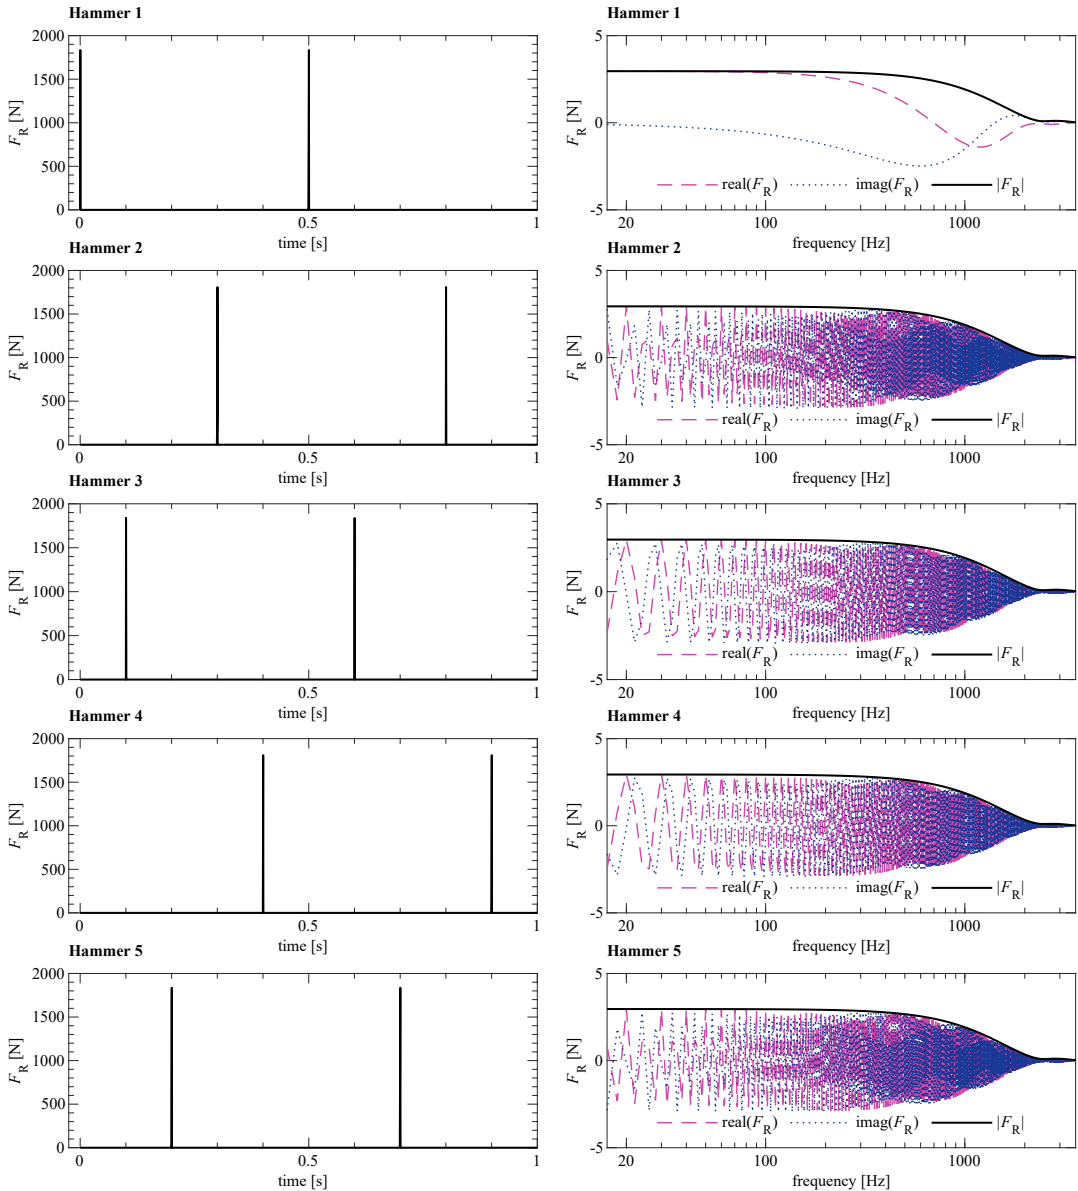 Hammer 1 Hammer 1
2000 1500 1000 500 0
F_R [N]
0 0.5 1
time [s]
5 0 -5
F_R [N]
real(F_R) imag(F_R) |F_R|
20 100 1000
frequency [Hz]
Hammer 2 Hammer 2
2000 1500 1000 500 0
F_R [N]
0 0.5 1
time [s]
5 0 -5
F_R [N]
real(F_R) imag(F_R) |F_R|
20 100 1000
frequency [Hz]
Hammer 3 Hammer 3
2000 1500 1000 500 0
F_R [N]
0 0.5 1
time [s]
5 0 -5
F_R [N]
real(F_R) imag(F_R) |F_R|
20 100 1000
frequency [Hz]
Hammer 4 Hammer 4
2000 1500 1000 500 0
F_R [N]
0 0.5 1
time [s]
5 0 -5
F_R [N]
real(F_R) imag(F_R) |F_R|
20 100 1000
frequency [Hz]
Hammer 5 Hammer 5
2000 1500 1000 500 0
F_R [N]
0 0.5 1
time [s]
5 0 -5
F_R [N]
real(F_R) imag(F_R) |F_R|
20 100 1000
frequency [Hz]